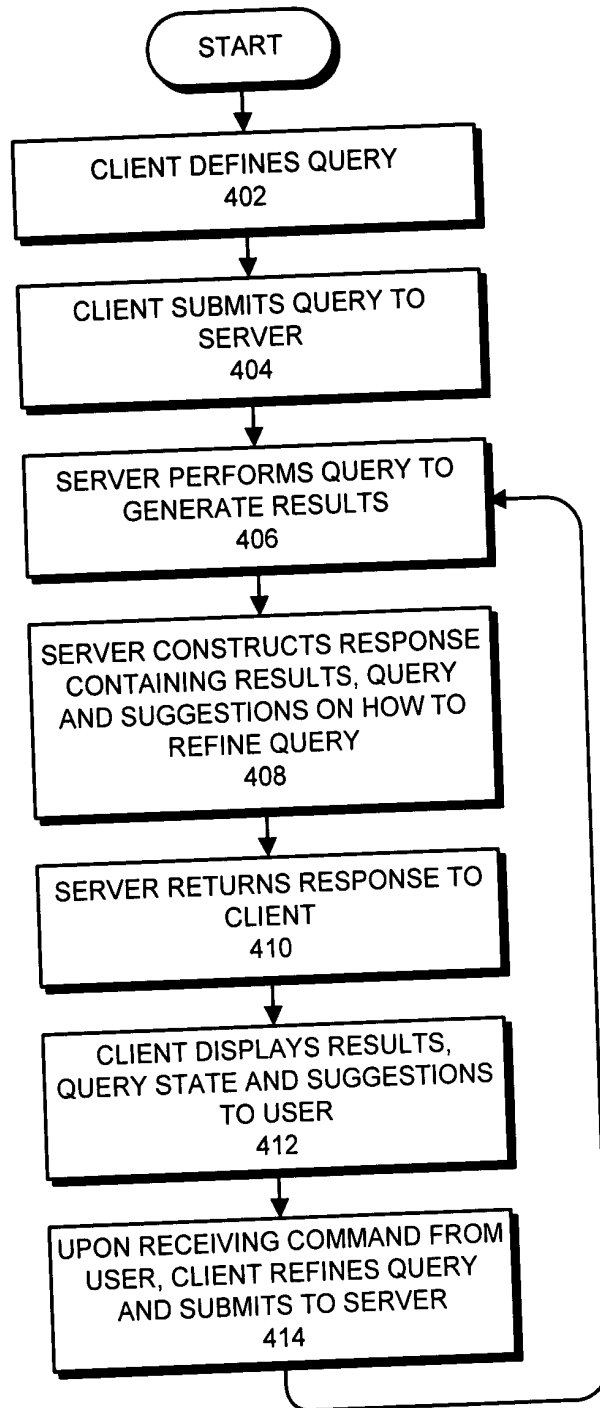 START
CLIENT DEFINES QUERY
402
CLIENT SUBMITS QUERY TO
SERVER
404
SERVER PERFORMS QUERY TO
GENERATE RESULTS
406
SERVER CONSTRUCTS RESPONSE
CONTAINING RESULTS, QUERY
AND SUGGESTIONS ON HOW TO
REFINE QUERY
408
SERVER RETURNS RESPONSE TO
CLIENT
410
CLIENT DISPLAYS RESULTS,
QUERY STATE AND SUGGESTIONS
TO USER
412
UPON RECEIVING COMMAND FROM
USER, CLIENT REFINES QUERY
AND SUBMITS TO SERVER
414